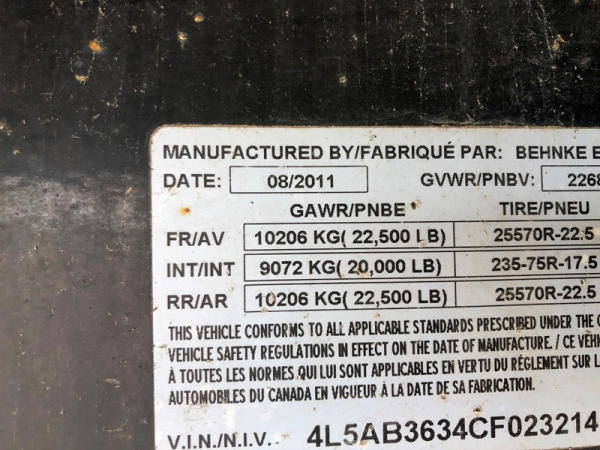 MANUFACTURED BY/FABRIQUÉ PAR: BEHNKE E
DATE: 08/2011 GVWR/PNBV: 2268
GAWR/PNBE TIRE/PNEU
FR/AV 10206 KG( 22,500 LB) 25570R-22.5
INT/INT 9072 KG( 20,000 LB) 235-75R-17.5
RR/AR 10206 KG( 22,500 LB) 25570R-22.5
THIS VEHICLE CONFORMS TO ALL APPLICABLE STANDARDS PRESCRIBED UNDER THE C
VEHICLE SAFETY REGULATIONS IN EFFECT ON THE DATE OF MANUFACTURE. / CE VÉH
À TOUTES LES NORMES QUI LUI SONT APPLICABLES EN VERTU DU RÉGLEMENT SUR L
AUTOMOBILES DU CANADA EN VIGUEUR À LA DATE DE SA FABRICATION.
V.I.N./N.I.V. 4L5AB3634CF023214